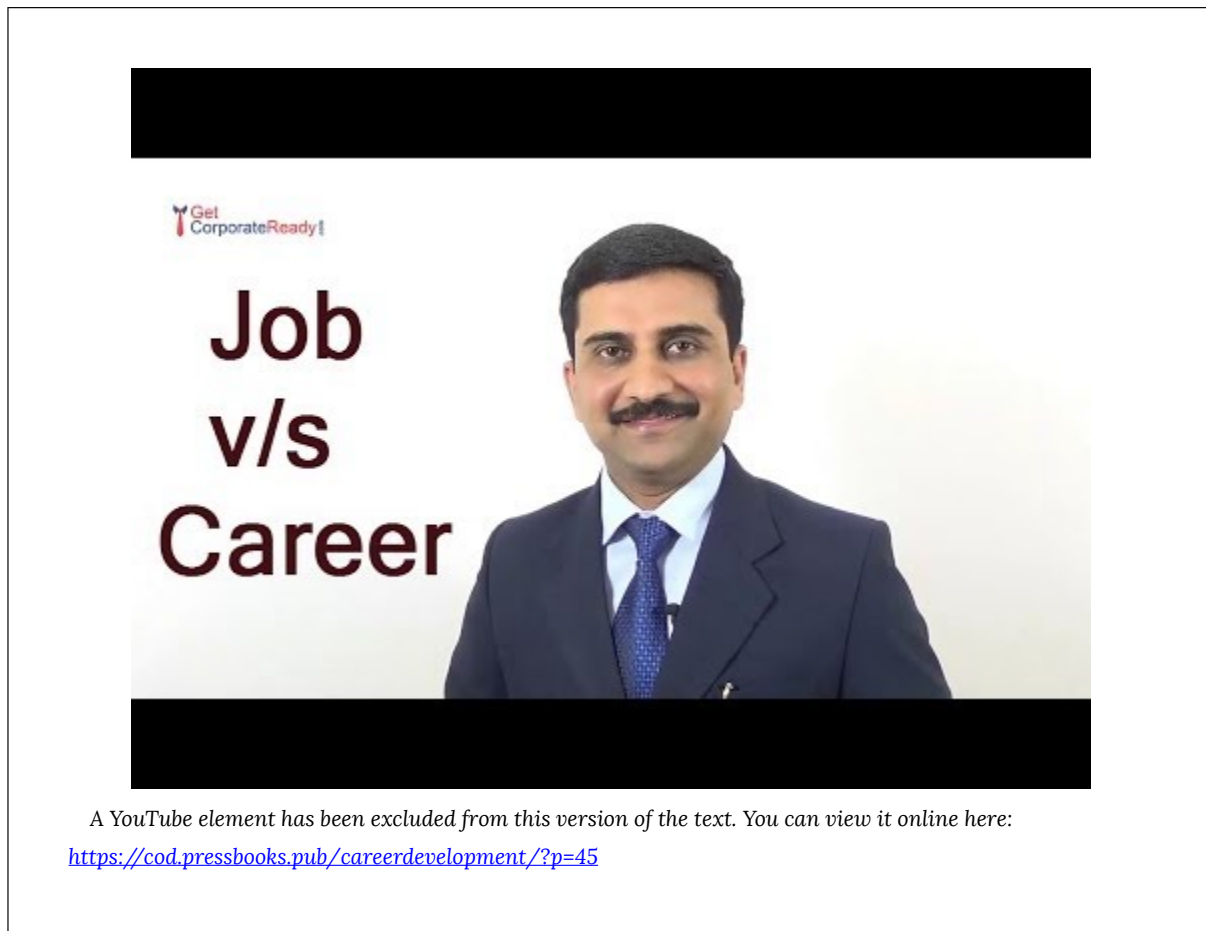 Get
CorporateReady
Job
v/s
Career
A YouTube element has been excluded from this version of the text. You can view it online here:
https://cod.pressbooks.pub/careerdevelopment/?p=45